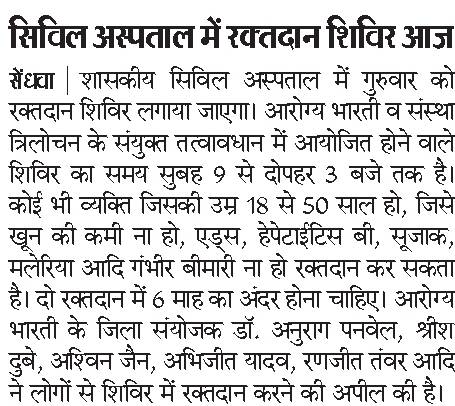 सिविल अस्पताल में रक्तदान शिविर आज
सेंधवा | शासकीय सिविल अस्पताल में गुरुवार को
रक्तदान शिविर लगाया जाएगा। आरोग्य भारती व संस्था
त्रिलोचन के संयुक्त तत्वावधान में आयोजित होने वाले
शिविर का समय सुबह 9 से दोपहर 3 बजे तक है।
कोई भी व्यक्ति जिसकी उम्र 18 से 50 साल हो, जिसे
खून की कमी ना हो, एड्स, हेपेटाईटिस बी, सूजाक,
मलेरिया आदि गंभीर बीमारी ना हो रक्तदान कर सकता
है। दो रक्तदान में 6 माह का अंदर होना चाहिए। आरोग्य
भारती के जिला संयोजक डॉ. अनुराग पनवेल, श्रीश
दुबे, अश्विन जैन, अभिजीत यादव, रणजीत तंवर आदि
ने लोगों से शिविर में रक्तदान करने की अपील की है।